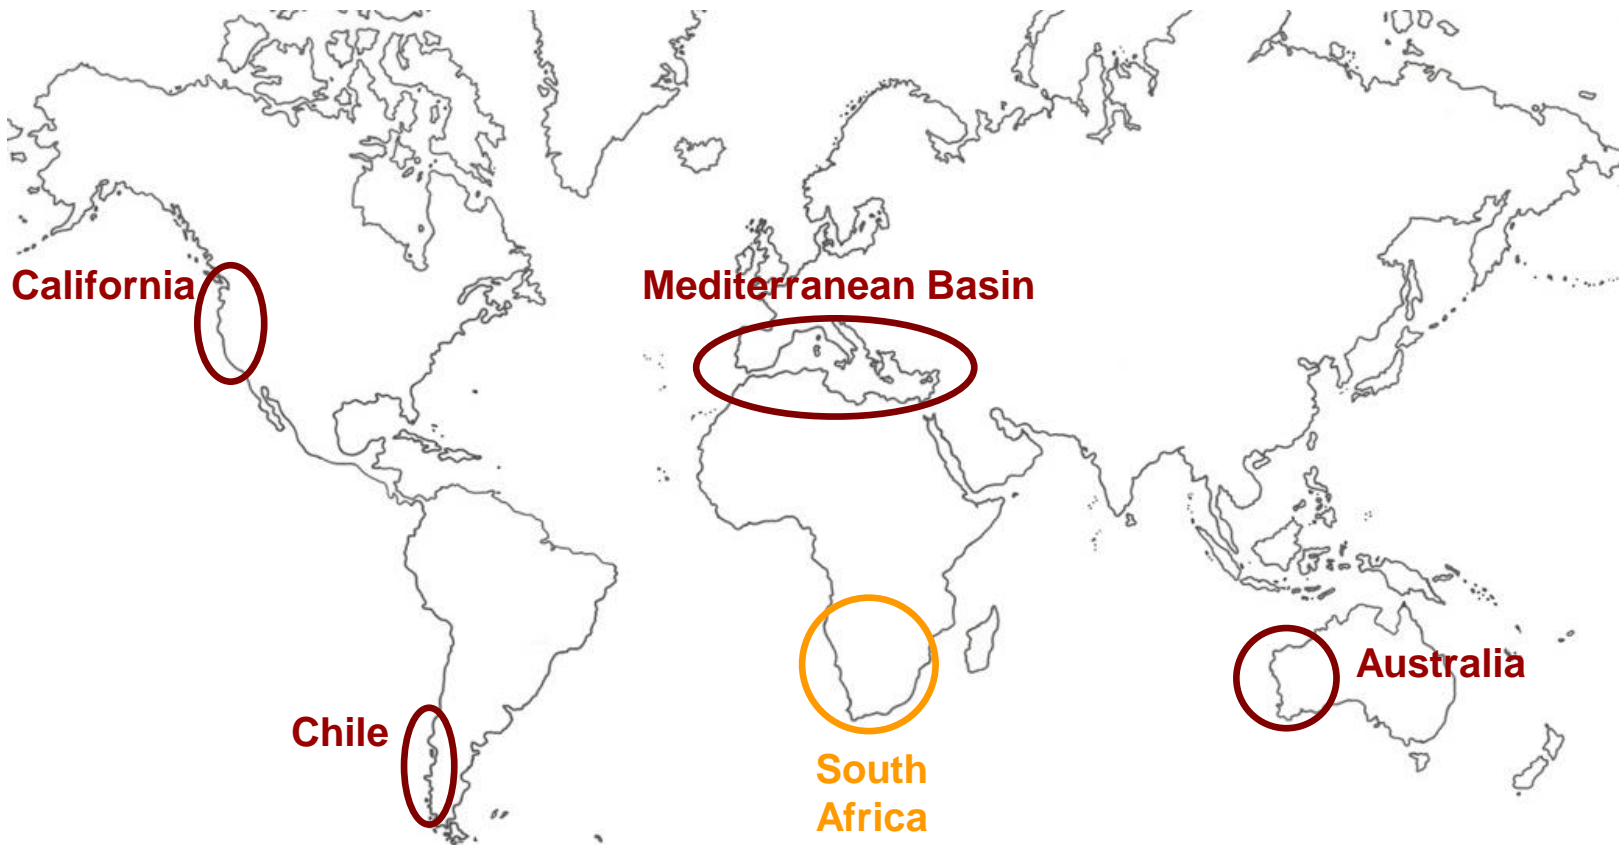 California
Mediterranean Basin
Australia
Chile
South
Africa